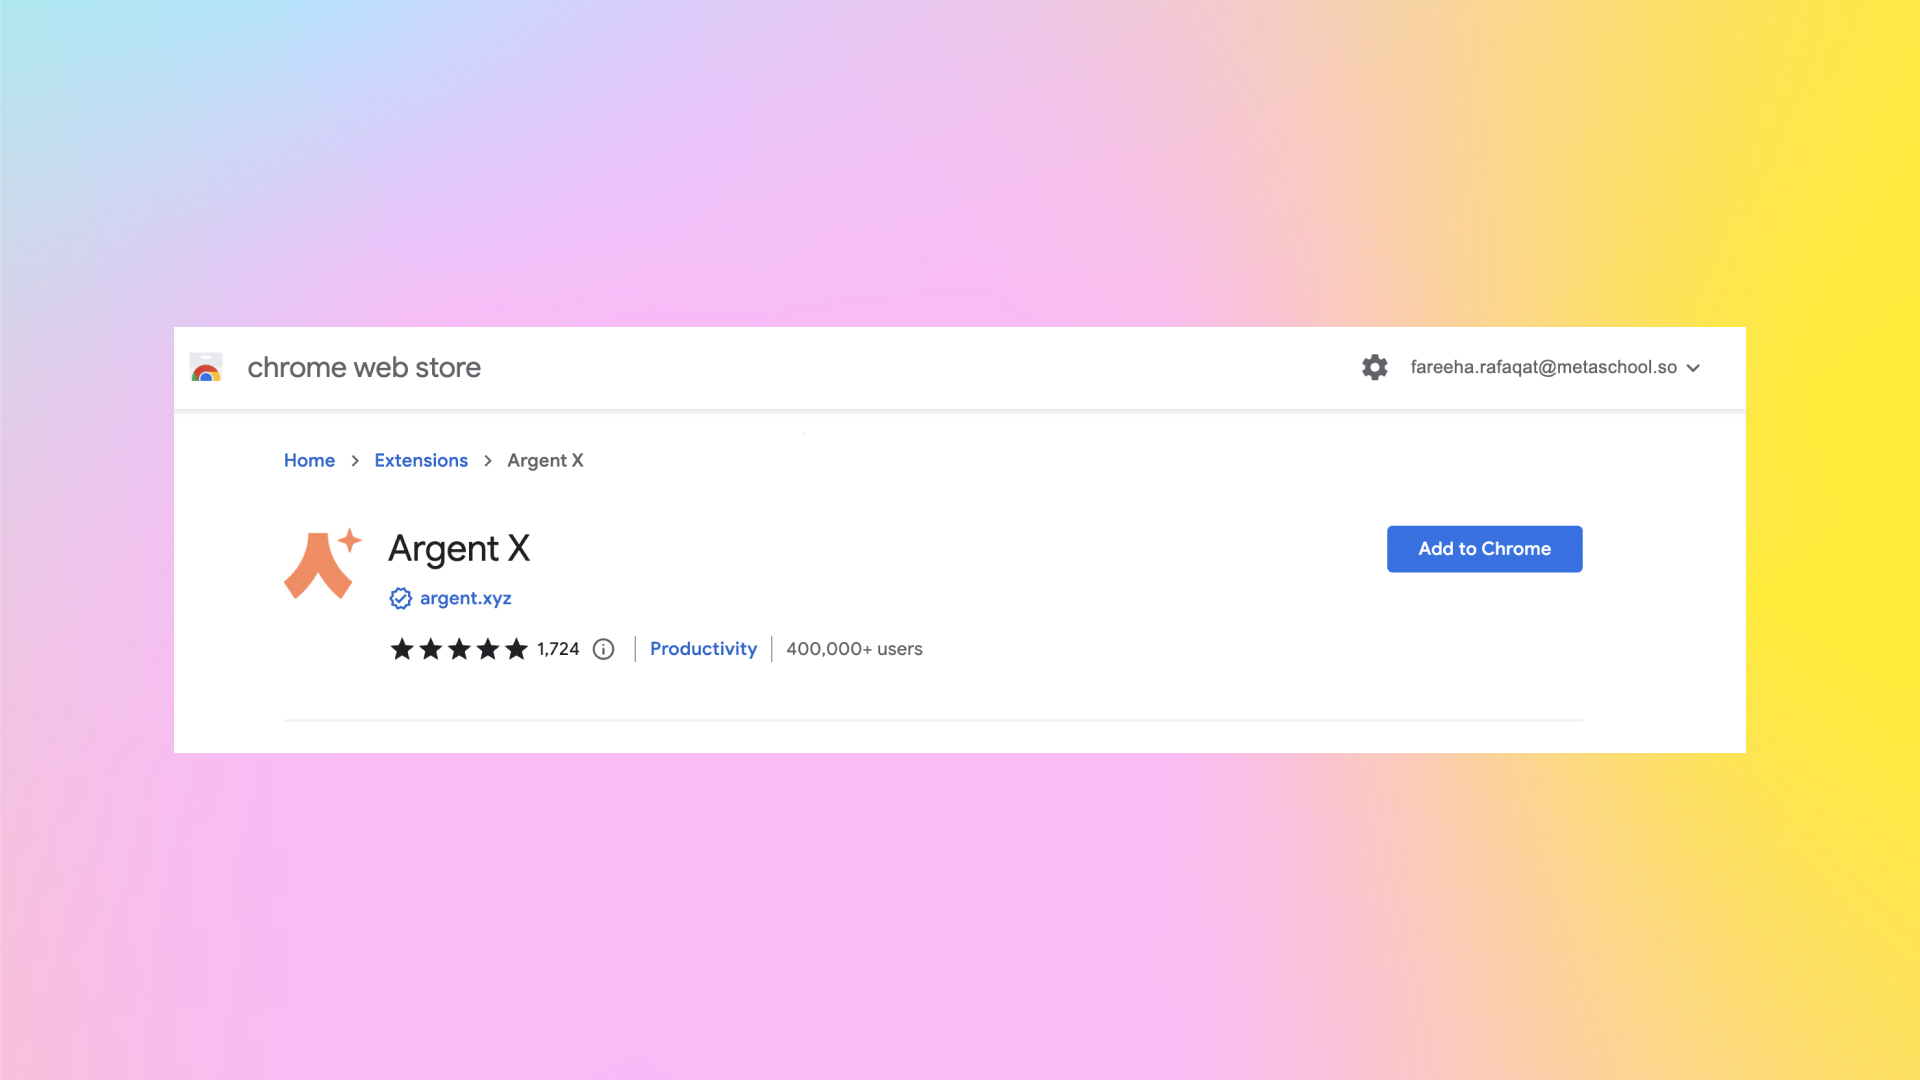 chrome web store
fareeha.rafaqat@metaschool.so
Home > Extensions > Argent X
Argent X
Add to Chrome
argent.xyz
1,724 | Productivity | 400,000+ users